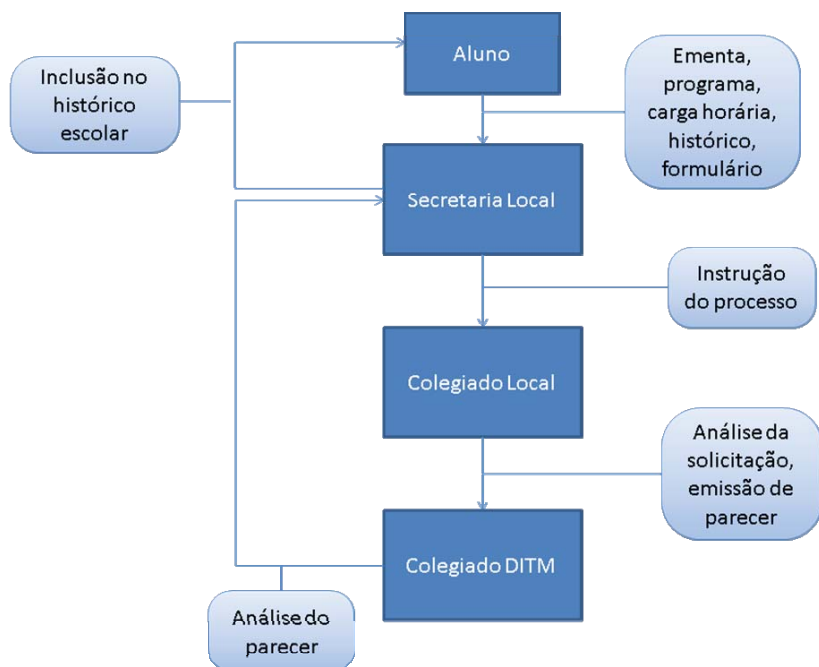 Aluno
Ementa,
programa,
carga horária,
histórico,
formulário
Inclusão no
histórico
escolar
Secretaria Local
Instrução
do processo
Colegiado Local
Análise da
solicitação,
emissão de
parecer
Colegiado DITM
Análise do
parecer